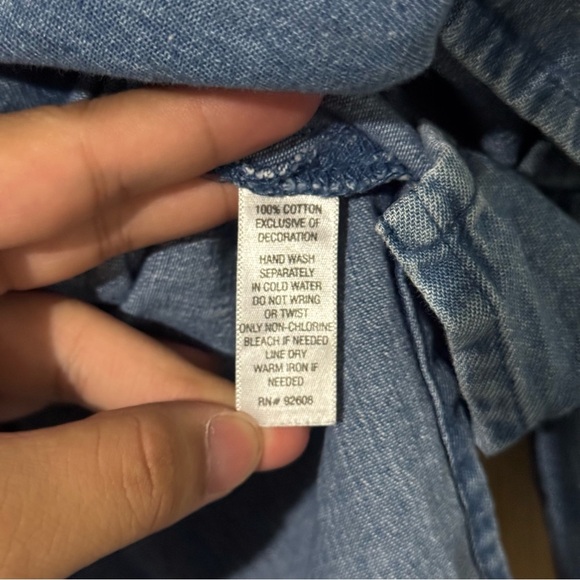 100% COTTON
EXCLUSIVE OF
DECORATION
HAND WASH
SEPARATELY
IN COLD WATER
DO NOT WRING
OR TWIST
ONLY NON-CHLORINE
BLEACH IF NEEDED
LINE DRY
WARM IRON IF
NEEDED
RN# 92608